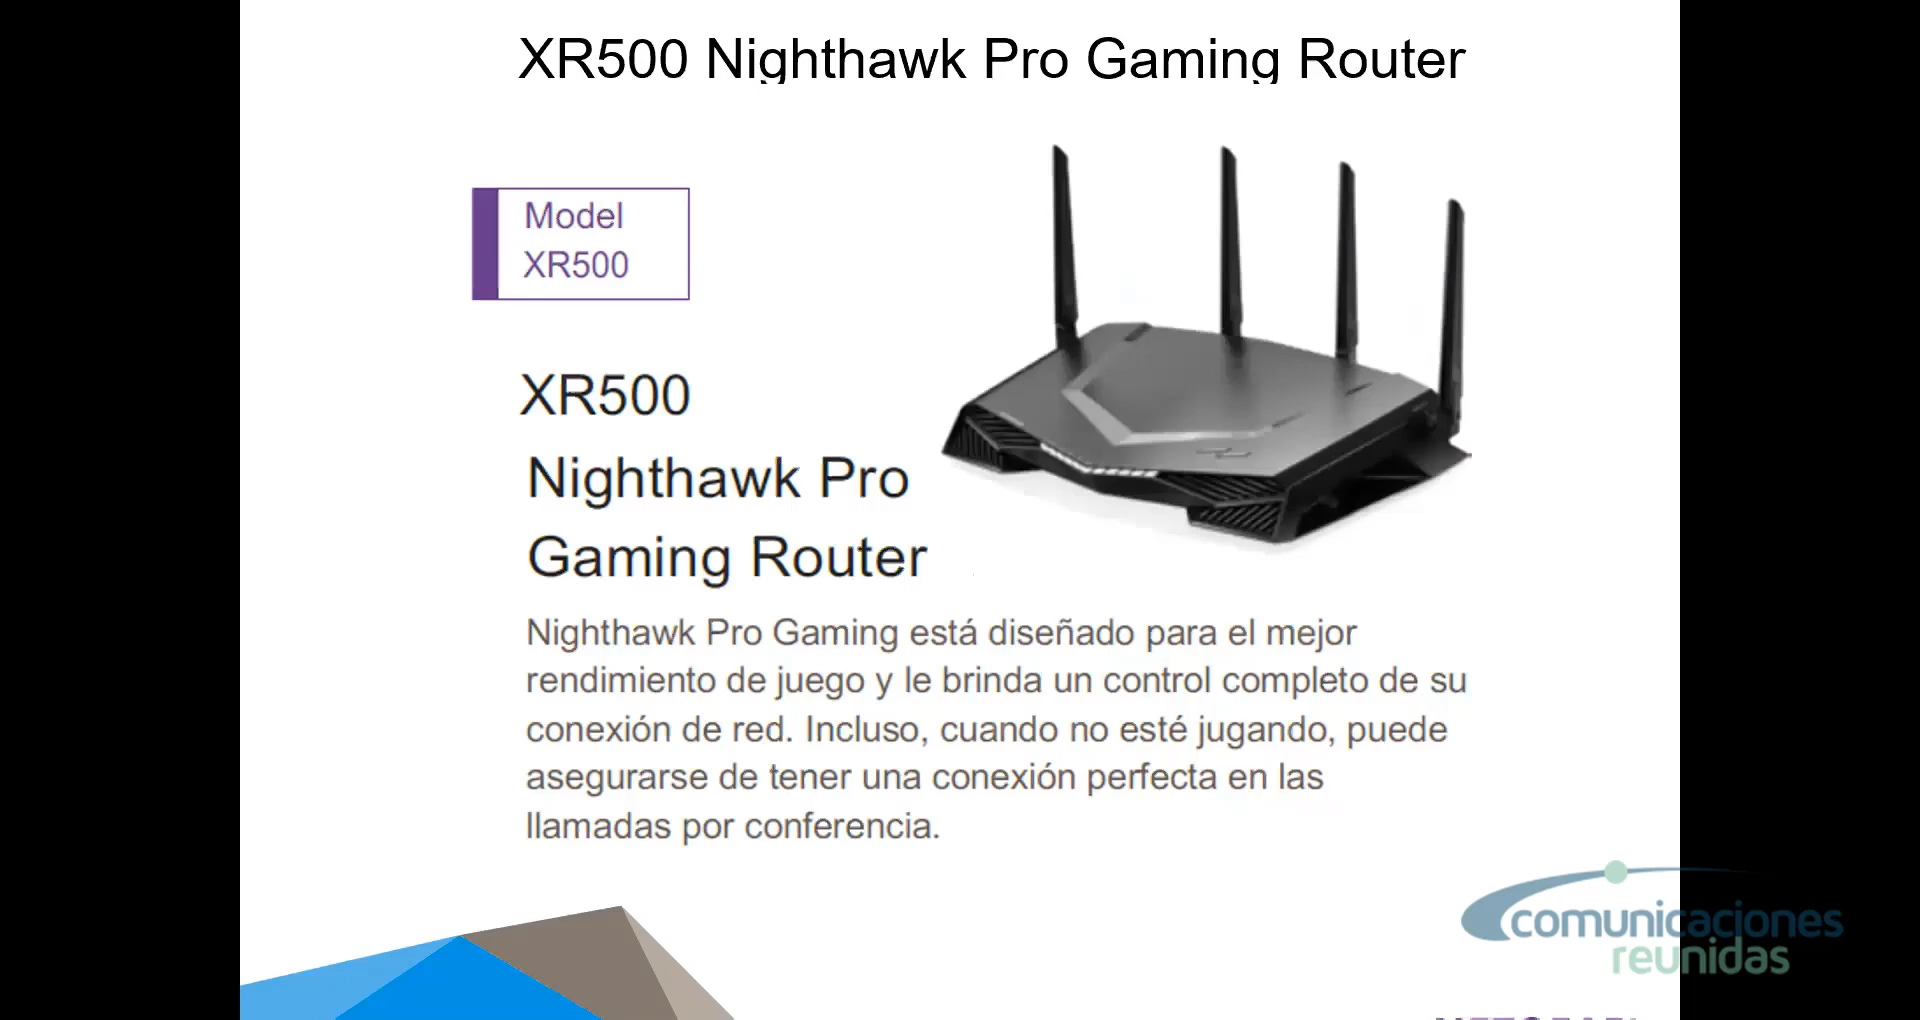 XR500 Nighthawk Pro Gaming Router
Model
XR500
XR500
Nighthawk Pro
Gaming Router
Nighthawk Pro Gaming está diseñado para el mejor
rendimiento de juego y le brinda un control completo de su
conexión de red. Incluso, cuando no esté jugando, puede
asegurarse de tener una conexión perfecta en las
llamadas por conferencia.
comunicaciones
reunidas